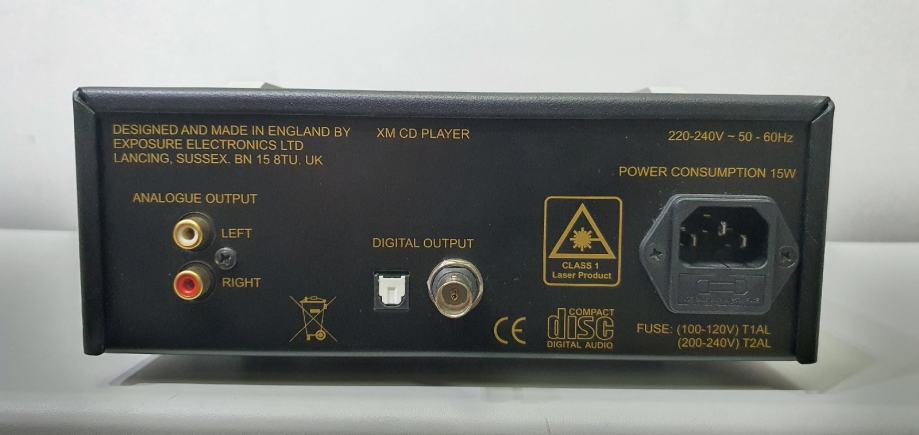 DESIGNED AND MADE IN ENGLAND BY
EXPOSURE ELECTRONICS LTD
LANCING, SUSSEX. BN 15 8TU. UK
XM CD PLAYER
220-240V ~ 50 - 60Hz
POWER CONSUMPTION 15W
ANALOGUE OUTPUT
LEFT
RIGHT
DIGITAL OUTPUT
CLASS 1
Laser Product
CE
COMPACT
disc
DIGITAL AUDIO
FUSE: (100-120V) T1AL
(200-240V) T2AL